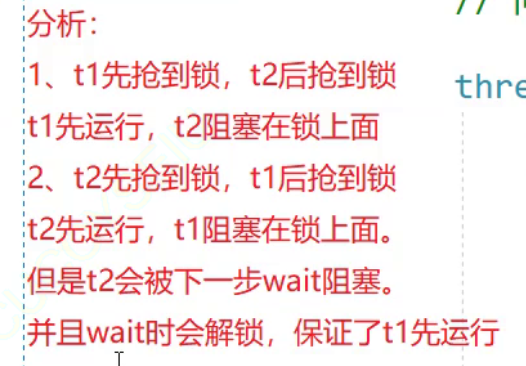 // 
分析：
1、t1先抢到锁，t2后抢到锁
thre
t1先运行，t2阻塞在锁上面
2、t2先抢到锁，t1后抢到锁
t2先运行，t1阻塞在锁上面。
但是t2会被下一步wait阻塞。
并且wait时会解锁，保证了t1先运行